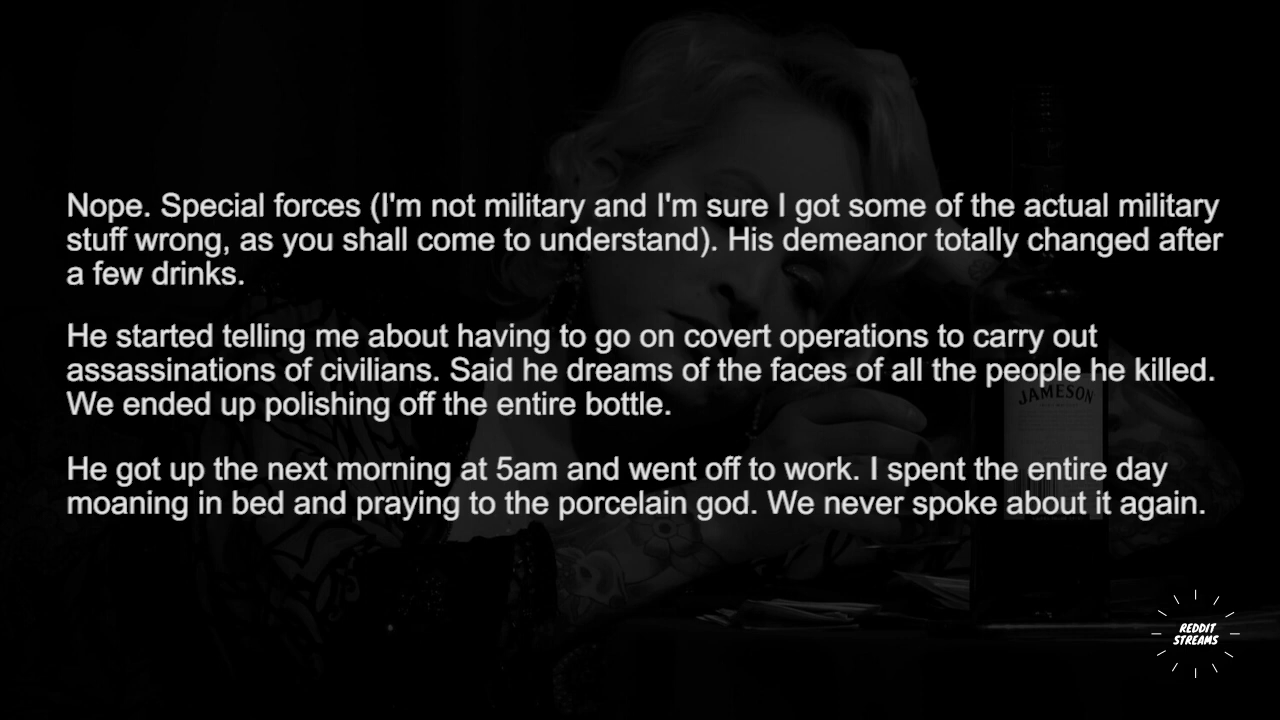 Nope. Special forces (I'm not military and I'm sure I got some of the actual military
stuff wrong, as you shall come to understand). His demeanor totally changed after
a few drinks.
He started telling me about having to go on covert operations to carry out
assassinations of civilians. Said he dreams of the faces of all the people he killed.
We ended up polishing off the entire bottle.
JAMESON
He got up the next morning at 5am and went off to work. I spent the entire day
moaning in bed and praying to the porcelain god. We never spoke about it again.
REDDIT
STREAMS